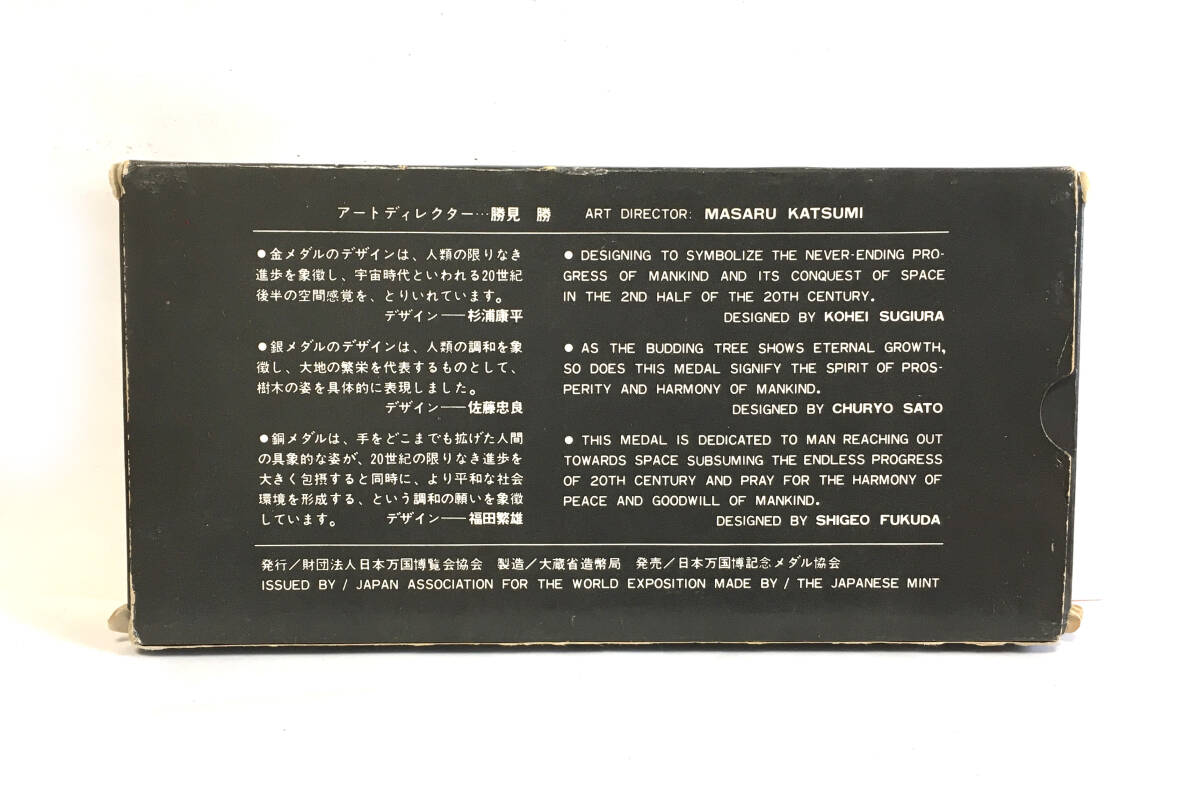 アートディレクター…勝見 勝 ART DIRECTOR: MASARU KATSUMI
●金メダルのデザインは、人類の限りなき
進歩を象徴し、宇宙時代といわれる20世紀
後半の空間感覚を、とりいれています。
デザイン──杉浦康平
● DESIGNING TO SYMBOLIZE THE NEVER-ENDING PRO-
GRESS OF MANKIND AND ITS CONQUEST OF SPACE
IN THE 2ND HALF OF THE 20TH CENTURY.
DESIGNED BY KOHEI SUGIURA
●銀メダルのデザインは、人類の調和を象
徴し、大地の繁栄を代表するものとして、
樹木の姿を具体的に表現しました。
デザイン──佐藤忠良
● AS THE BUDDING TREE SHOWS ETERNAL GROWTH,
SO DOES THIS MEDAL SIGNIFY THE SPIRIT OF PROS-
PERITY AND HARMONY OF MANKIND.
DESIGNED BY CHURYO SATO
●銅メダルは、手をどこまでも拡げた人間
の具象的な姿が、20世紀の限りなき進歩を
大きく包摂すると同時に、より平和な社会
環境を形成する、という調和の願いを象徴
しています。 デザイン──福田繁雄
● THIS MEDAL IS DEDICATED TO MAN REACHING OUT
TOWARDS SPACE SUBSUMING THE ENDLESS PROGRESS
OF 20TH CENTURY AND PRAY FOR THE HARMONY OF
PEACE AND GOODWILL OF MANKIND.
DESIGNED BY SHIGEO FUKUDA
発行／財団法人日本万国博覧会協会 製造／大蔵省造幣局 発売／日本万国博記念メダル協会
ISSUED BY / JAPAN ASSOCIATION FOR THE WORLD EXPOSITION MADE BY / THE JAPANESE MINT